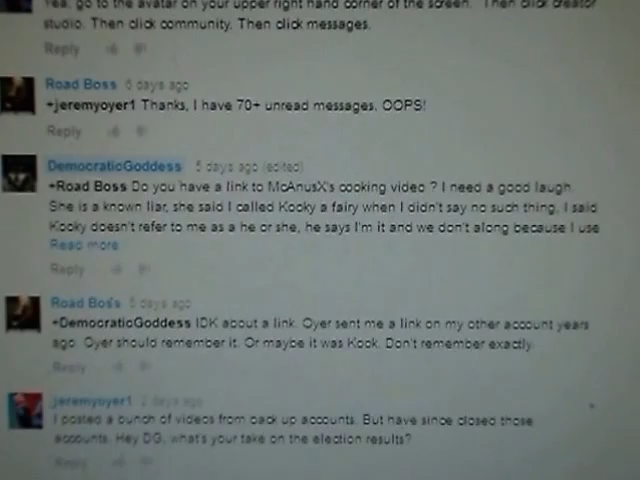 Yea, go to the avatar on your upper right hand corner of the screen. Then click creator
studio. Then click community. Then click messages.
Reply
Road Boss 6 days ago
+jeremyoyer1 Thanks, I have 70+ unread messages. OOPS!
Reply
DemocraticGoddess 5 days ago (edited)
+Road Boss Do you have a link to McAnusX's cooking video ? I need a good laugh.
She is a known liar, she said I called Kooky a fairy when I didn't say no such thing, I said
Kooky doesn't refer to me as a he or she, he says I'm it and we don't along because I use
Read more
Reply
Road Boss 5 days ago
+DemocraticGoddess IDK about a link. Oyer sent me a link on my other account years
ago. Oyer should remember it. Or maybe it was Kook. Don't remember exactly.
Reply
jeremyoyer1 2 days ago
I posted a bunch of videos from back up accounts. But have since closed those
accounts. Hey DG, what's your take on the election results?
Reply